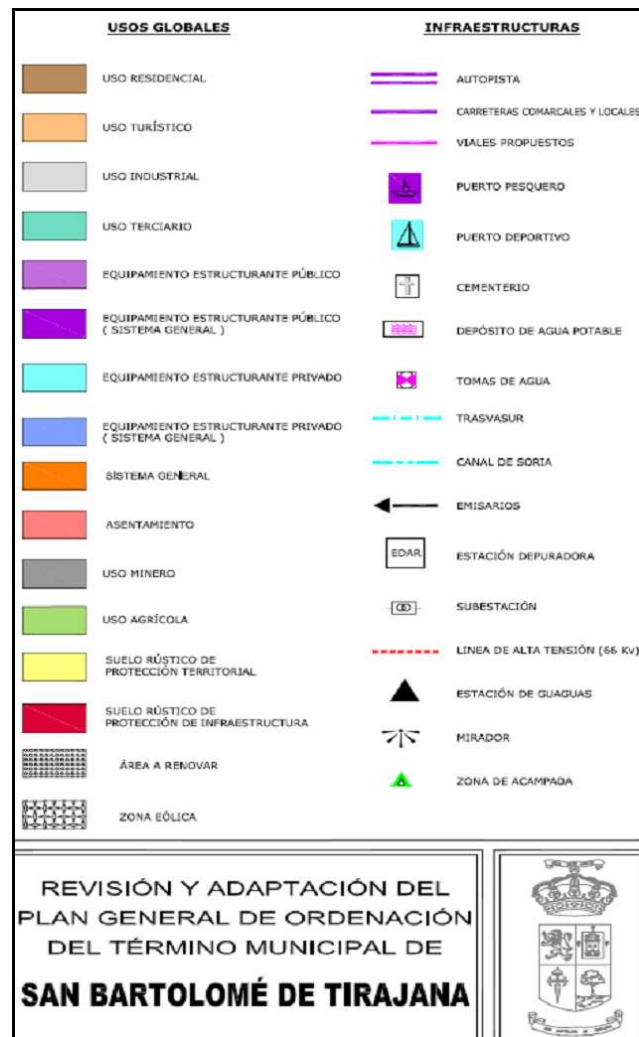 USOS GLOBALES
USO RESIDENCIAL
USO TURÍSTICO
USO INDUSTRIAL
USO TERCIARIO
EQUIPAMIENTO ESTRUCTURANTE PÚBLICO
EQUIPAMIENTO ESTRUCTURANTE PÚBLICO
( SISTEMA GENERAL )
EQUIPAMIENTO ESTRUCTURANTE PRIVADO
EQUIPAMIENTO ESTRUCTURANTE PRIVADO
( SISTEMA GENERAL )
SISTEMA GENERAL
ASENTAMIENTO
USO MINERO
USO AGRÍCOLA
SUELO RÚSTICO DE
PROTECCIÓN TERRITORIAL
SUELO RÚSTICO DE
PROTECCIÓN DE INFRAESTRUCTURA
ÁREA A RENOVAR
ZONA EÓLICA
INFRAESTRUCTURAS
AUTOPISTA
CARRETERAS COMARCALES Y LOCALES
VIALES PROPUESTOS
PUERTO PESQUERO
PUERTO DEPORTIVO
CEMENTERIO
DEPÓSITO DE AGUA POTABLE
TOMAS DE AGUA
TRASVASUR
CANAL DE SORIA
EMISARIOS
EDAR
ESTACIÓN DEPURADORA
SUBESTACIÓN
LINEA DE ALTA TENSIÓN (66 Kv)
ESTACIÓN DE GUAGUAS
MIRADOR
ZONA DE ACAMPADA
REVISIÓN Y ADAPTACIÓN DEL
PLAN GENERAL DE ORDENACIÓN
DEL TÉRMINO MUNICIPAL DE
SAN BARTOLOMÉ DE TIRAJANA